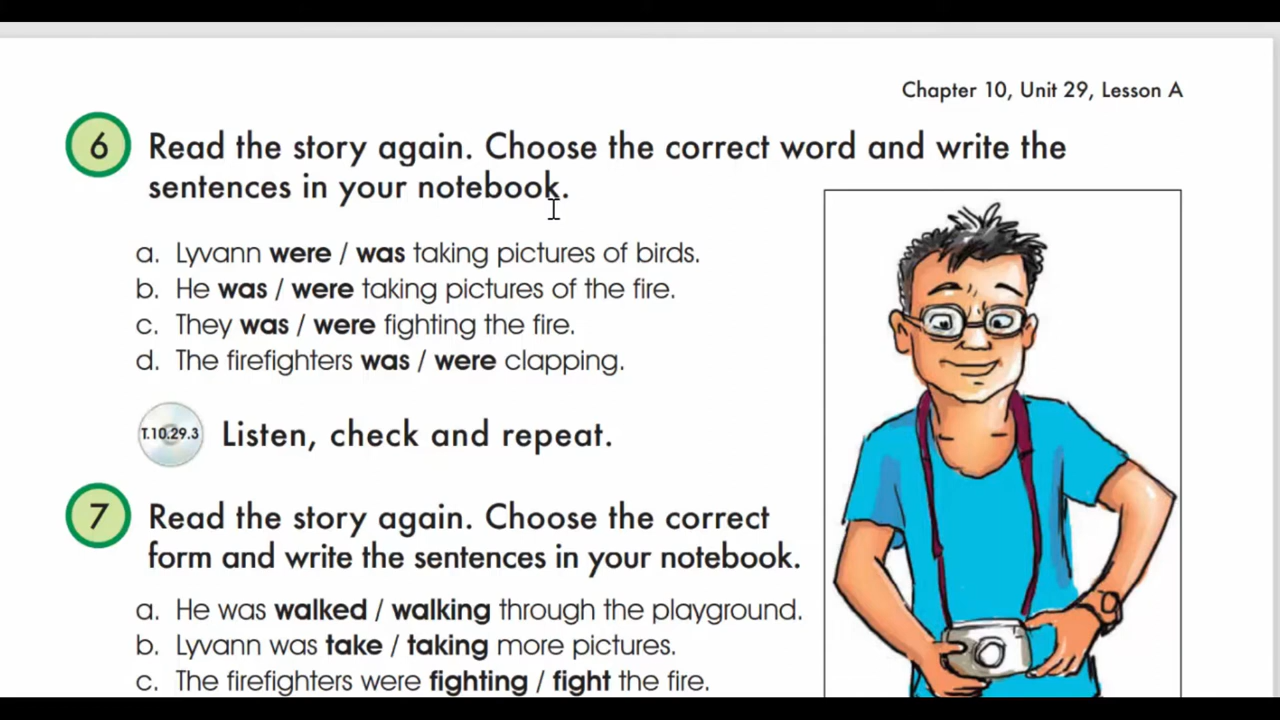 Chapter 10, Unit 29, Lesson A
6 Read the story again. Choose the correct word and write the
sentences in your notebook.
a. Lyvann were / was taking pictures of birds.
b. He was / were taking pictures of the fire.
c. They was / were fighting the fire.
d. The firefighters was / were clapping.
T.10.29.3 Listen, check and repeat.
7 Read the story again. Choose the correct
form and write the sentences in your notebook.
a. He was walked / walking through the playground.
b. Lyvann was take / taking more pictures.
c. The firefighters were fighting / fight the fire.